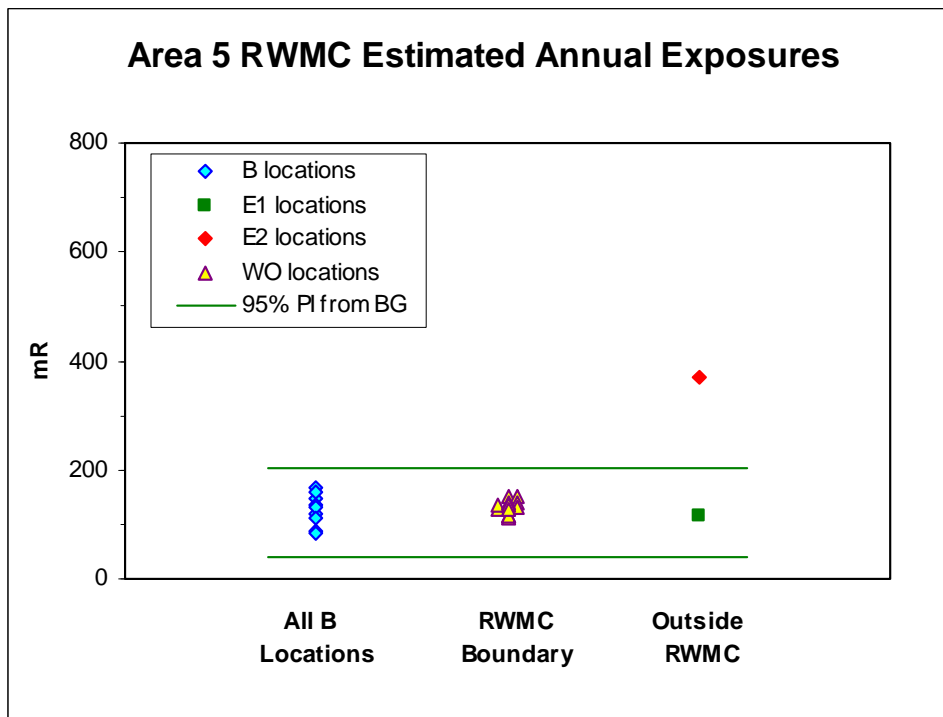 Area 5 RWMC Estimated Annual Exposures
800
600
400
200
0
mR
B locations
E1 locations
E2 locations
WO locations
95% PI from BG
All B
Locations
RWMC
Boundary
Outside
RWMC